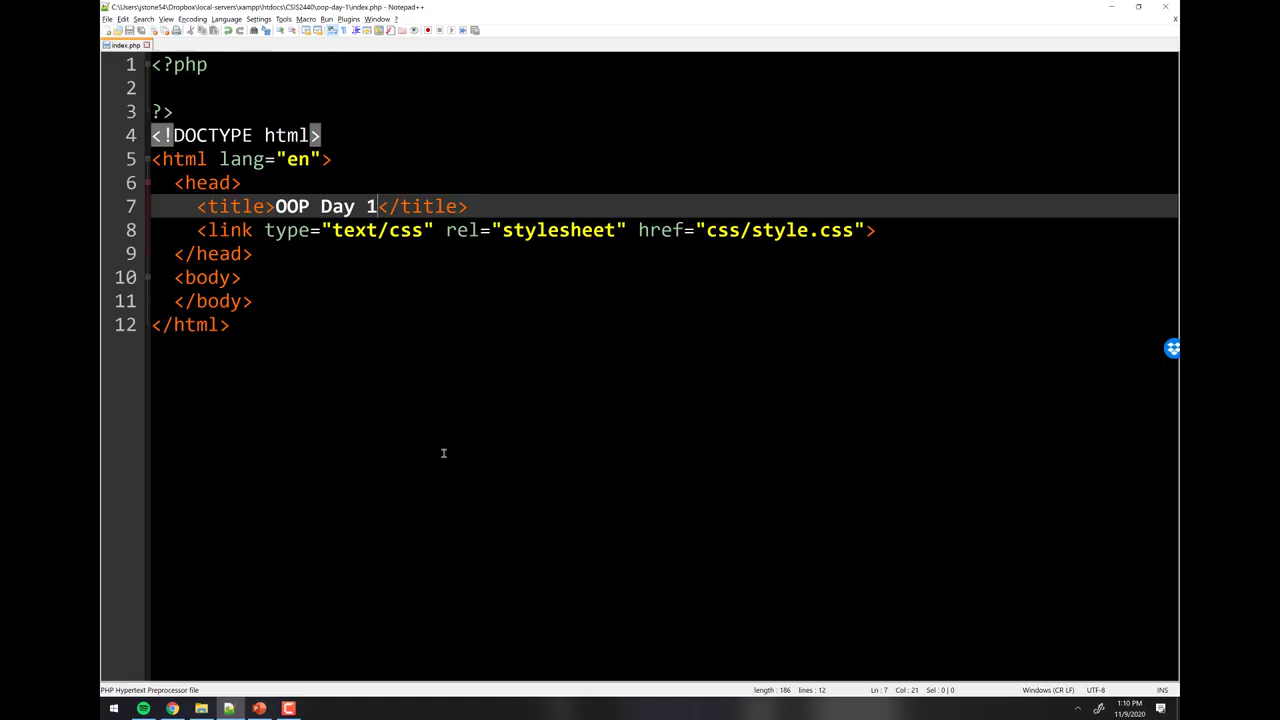 C:\Users\jstone54\Dropbox\local-servers\xampp\htdocs\CSIS2440\oop-day-1\index.php - Notepad++
File Edit Search View Encoding Language Settings Tools Macro Run Plugins Window ?
X
index.php
1 <?php
2
3 ?>
4 <!DOCTYPE html>
5 <html lang="en">
6 <head>
7 <title>OOP Day 1</title>
8 <link type="text/css" rel="stylesheet" href="css/style.css">
9 </head>
10 <body>
11 </body>
12 </html>
PHP Hypertext Preprocessor file length : 186 lines : 12 Ln : 7 Col : 21 Sel : 0 | 0 Windows (CR LF) UTF-8 INS
1:10 PM
11/9/2020